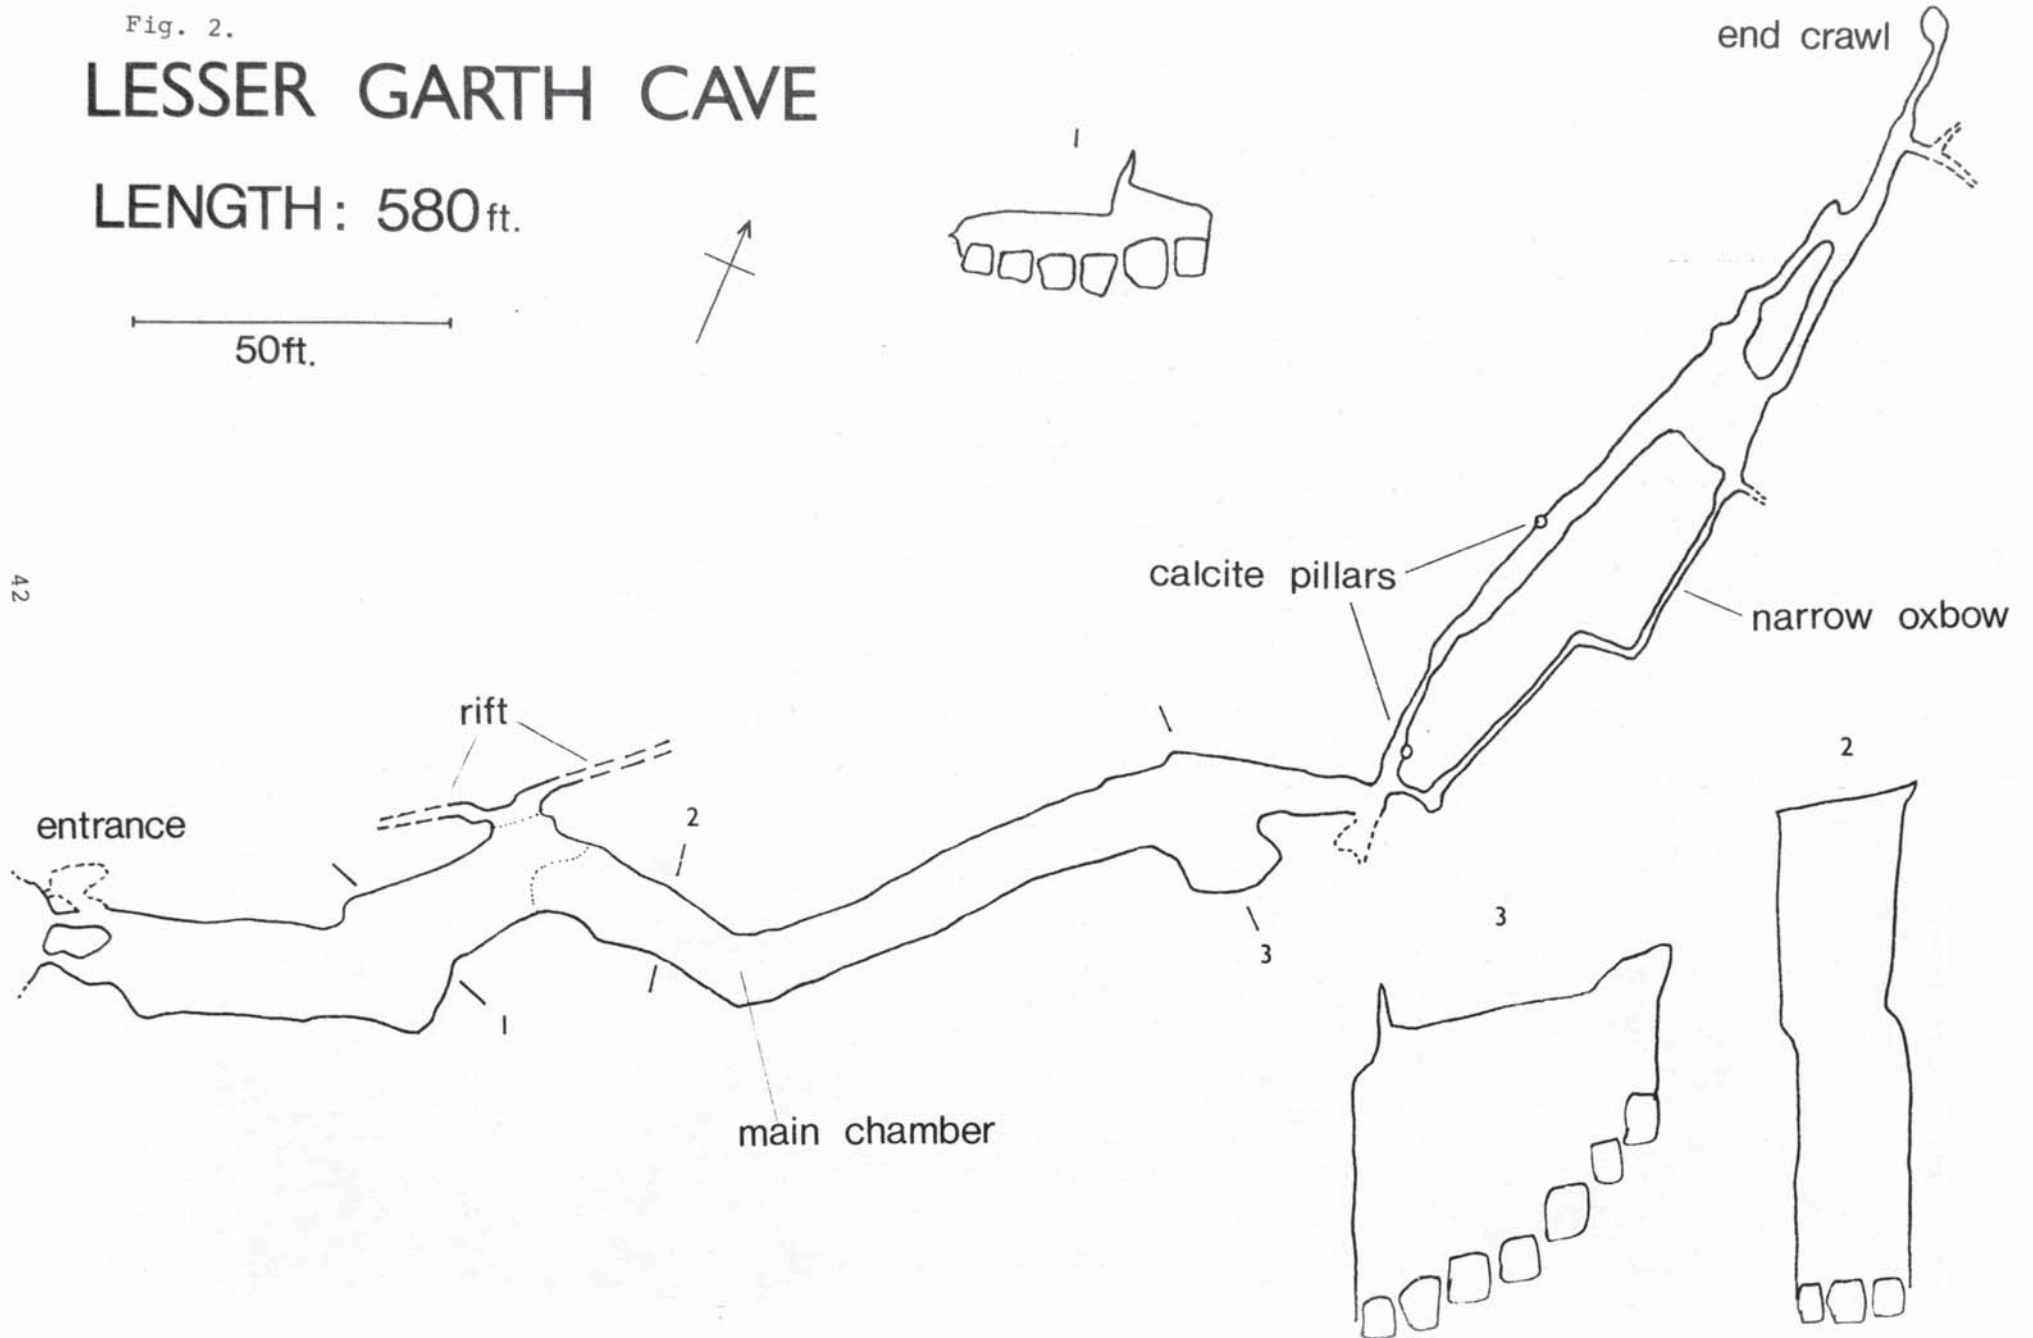 Fig. 2.
LESSER GARTH CAVE
LENGTH: 580ft.
50ft.
end crawl
1
calcite pillars
narrow oxbow
rift
entrance
2
2
3
3
1
main chamber
42